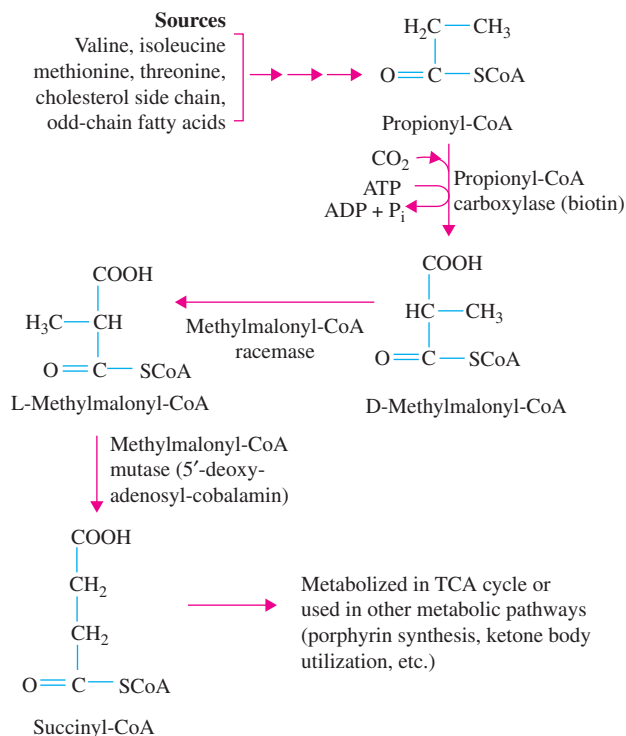 Sources
Valine, isoleucine
methionine, threonine,
cholesterol side chain,
odd-chain fatty acids
H₂C—CH₃
O=C—SCoA
Propionyl-CoA
CO₂
ATP
ADP + Pᵢ
Propionyl-CoA
carboxylase (biotin)
COOH
HC—CH₃
O=C—SCoA
D-Methylmalonyl-CoA
Methylmalonyl-CoA
racemase
COOH
H₃C—CH
O=C—SCoA
L-Methylmalonyl-CoA
Methylmalonyl-CoA
mutase (5′-deoxy-
adenosyl-cobalamin)
COOH
CH₂
CH₂
O=C—SCoA
Succinyl-CoA
Metabolized in TCA cycle or
used in other metabolic pathways
(porphyrin synthesis, ketone body
utilization, etc.)